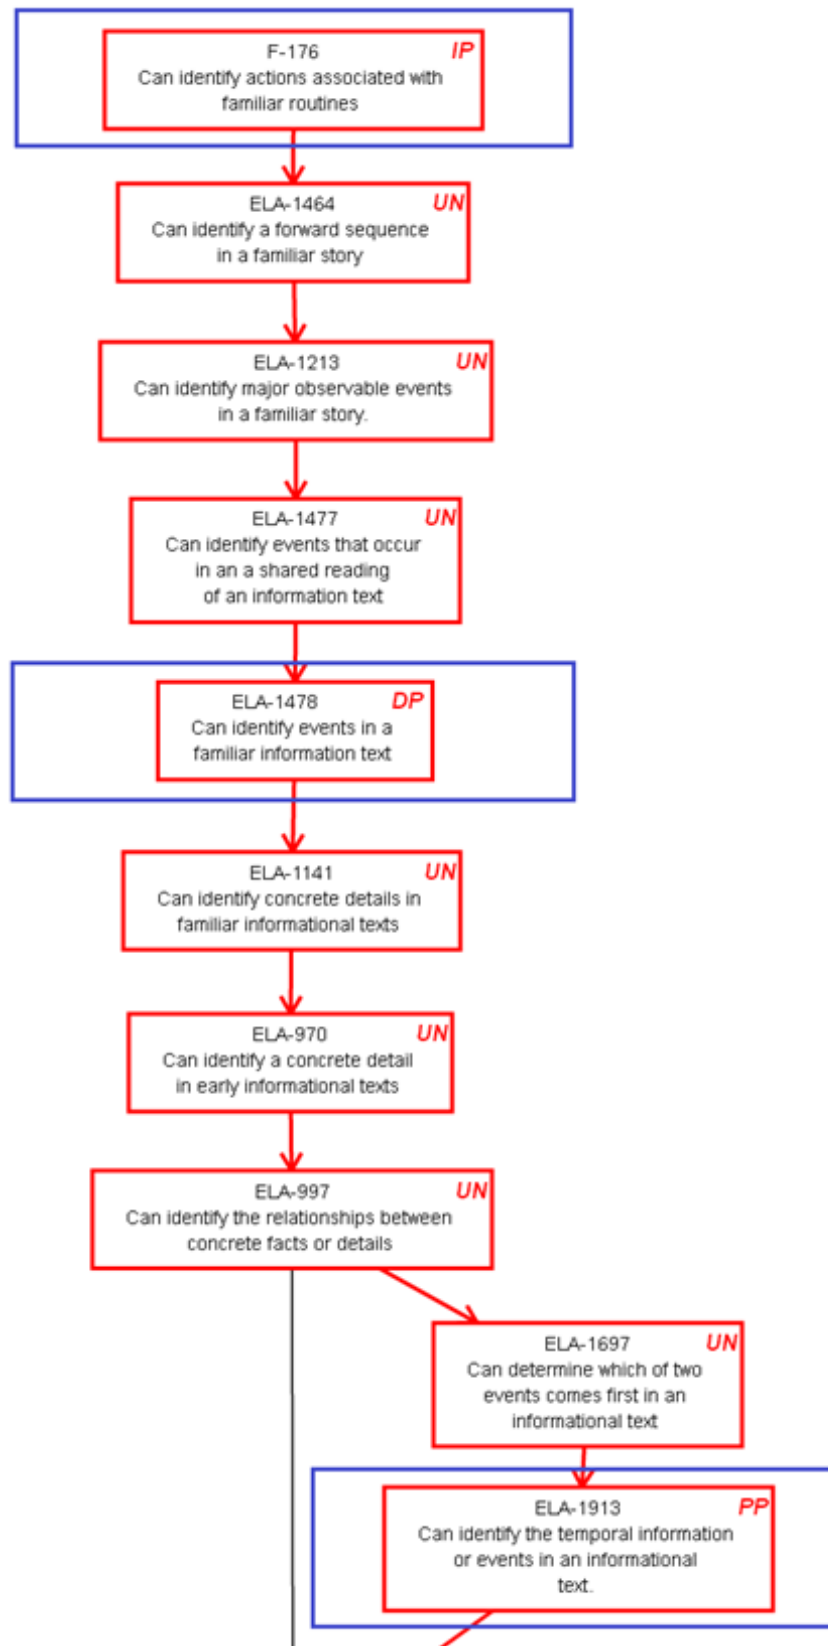 F-176 IP
Can identify actions associated with
familiar routines
ELA-1464 UN
Can identify a forward sequence
in a familiar story
ELA-1213 UN
Can identify major observable events
in a familiar story.
ELA-1477 UN
Can identify events that occur
in an a shared reading
of an information text
ELA-1478 DP
Can identify events in a
familiar information text
ELA-1141 UN
Can identify concrete details in
familiar informational texts
ELA-970 UN
Can identify a concrete detail
in early informational texts
ELA-997 UN
Can identify the relationships between
concrete facts or details
ELA-1697 UN
Can determine which of two
events comes first in an
informational text
ELA-1913 PP
Can identify the temporal information
or events in an informational
text.